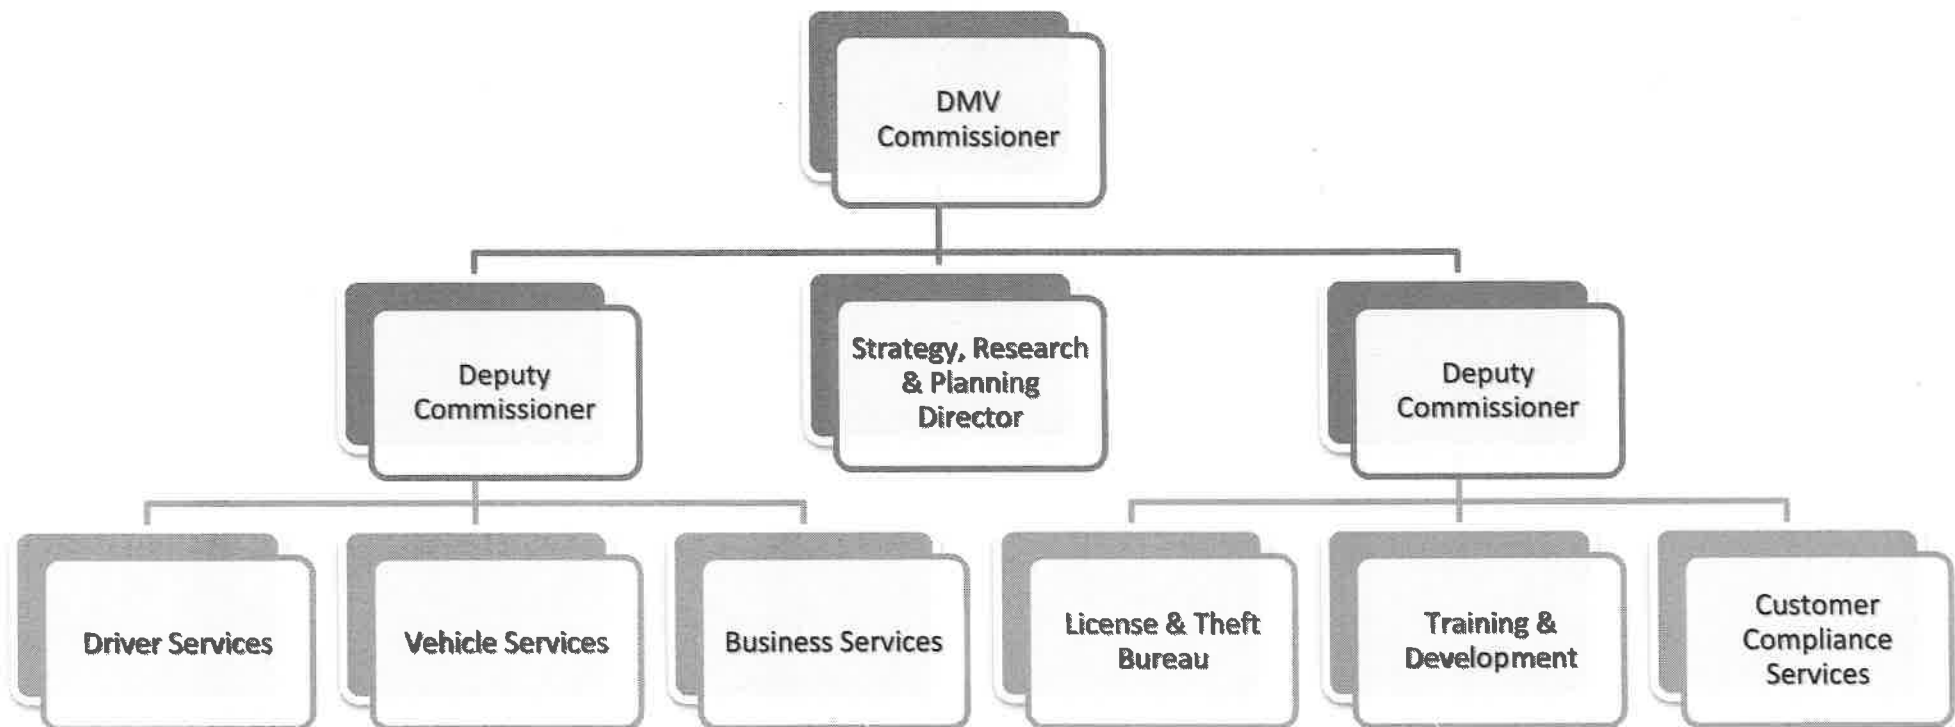 DMV
Commissioner
Deputy
Commissioner
Strategy, Research
& Planning
Director
Deputy
Commissioner
Driver Services
Vehicle Services
Business Services
License & Theft
Bureau
Training &
Development
Customer
Compliance
Services